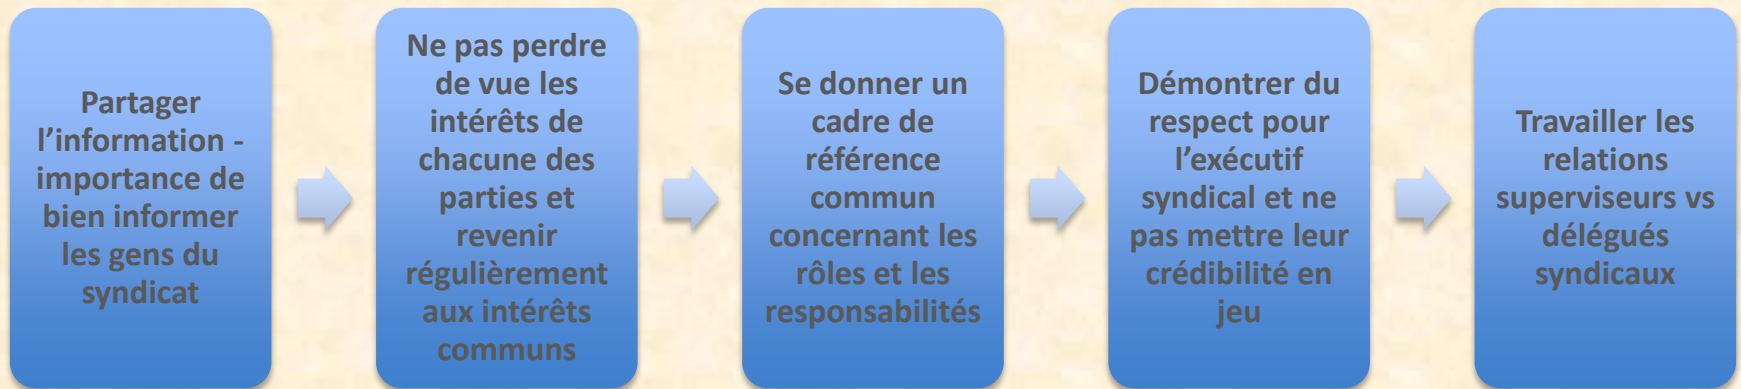 Partager
l’information -
importance de
bien informer
les gens du
syndicat
Ne pas perdre
de vue les
intérêts de
chacune des
parties et
revenir
régulièrement
aux intérêts
communs
Se donner un
cadre de
référence
commun
concernant les
rôles et les
responsabilités
Démontrer du
respect pour
l’exécutif
syndical et ne
pas mettre leur
crédibilité en
jeu
Travailler les
relations
superviseurs vs
délégués
syndicaux